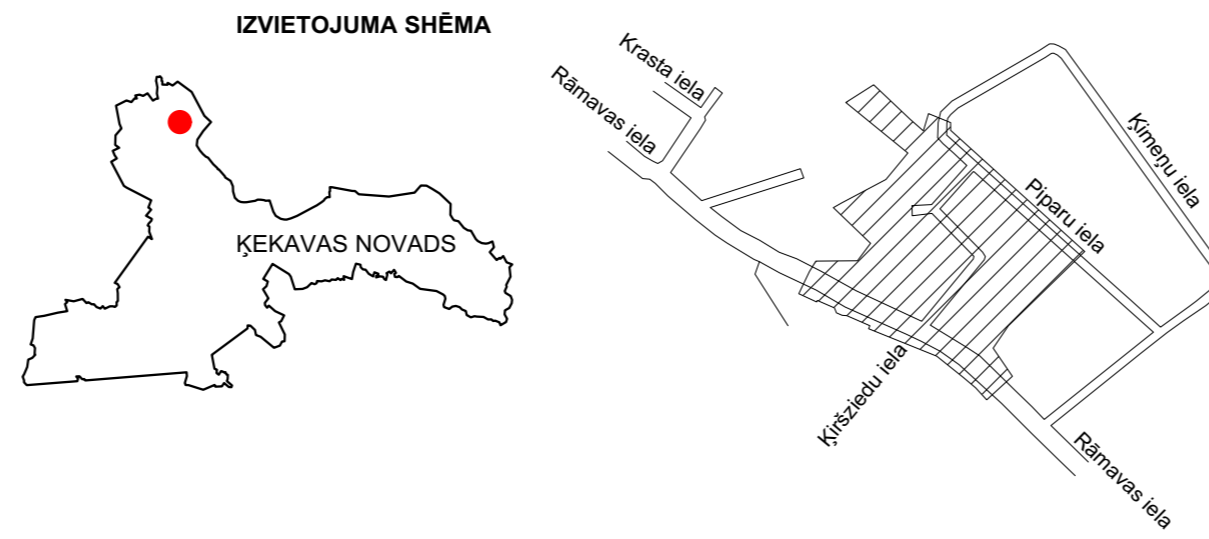 IZVIETOJUMA SHĒMA
ĶEKAVAS NOVADS
Krasta iela
Rāmavas iela
Ķimeņu iela
Piparu iela
Ķiršziedu iela
Rāmavas iela